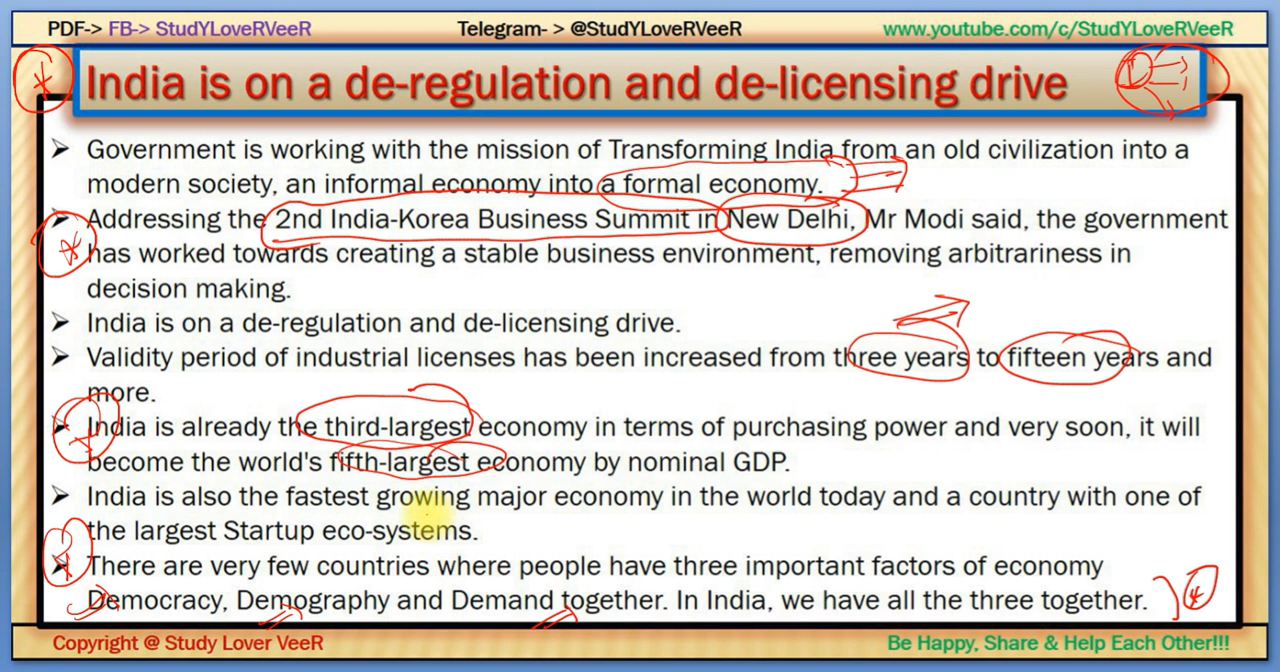 PDF-> FB-> StudYLoveRVeeR Telegram- > @StudYLoveRVeeR www.youtube.com/c/StudYLoveRVeeR
India is on a de-regulation and de-licensing drive
➢ Government is working with the mission of Transforming India from an old civilization into a
modern society, an informal economy into a formal economy.
➢ Addressing the 2nd India-Korea Business Summit in New Delhi, Mr Modi said, the government
has worked towards creating a stable business environment, removing arbitrariness in
decision making.
➢ India is on a de-regulation and de-licensing drive.
➢ Validity period of industrial licenses has been increased from three years to fifteen years and
more.
➢ India is already the third-largest economy in terms of purchasing power and very soon, it will
become the world's fifth-largest economy by nominal GDP.
➢ India is also the fastest growing major economy in the world today and a country with one of
the largest Startup eco-systems.
➢ There are very few countries where people have three important factors of economy
Democracy, Demography and Demand together. In India, we have all the three together.
Copyright @ Study Lover VeeR Be Happy, Share & Help Each Other!!!